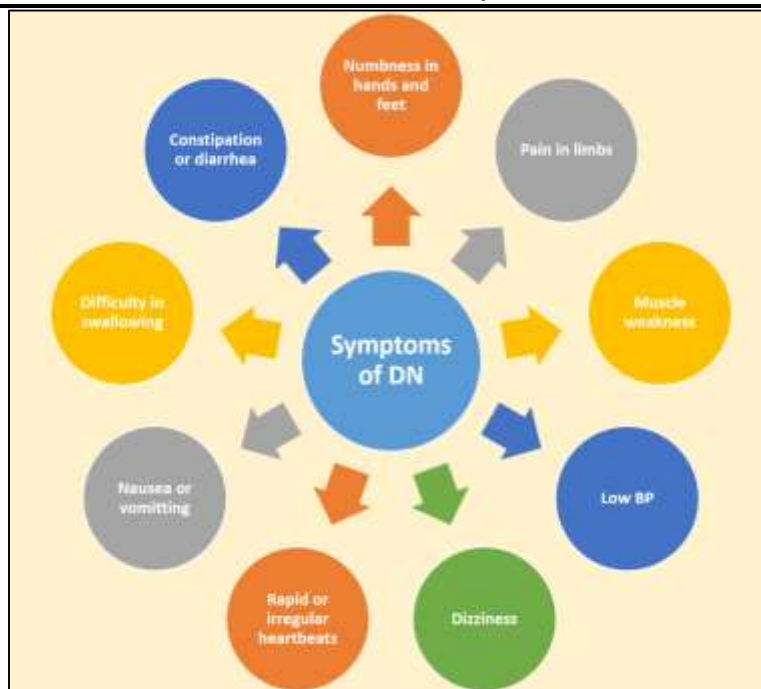 Numbness in
hands and
feet
Pain in limbs
Muscle
weakness
Low BP
Dizziness
Rapid or
irregular
heartbeats
Nausea or
vomitting
Difficulty in
swallowing
Constipation
or diarrhea
Symptoms
of DN